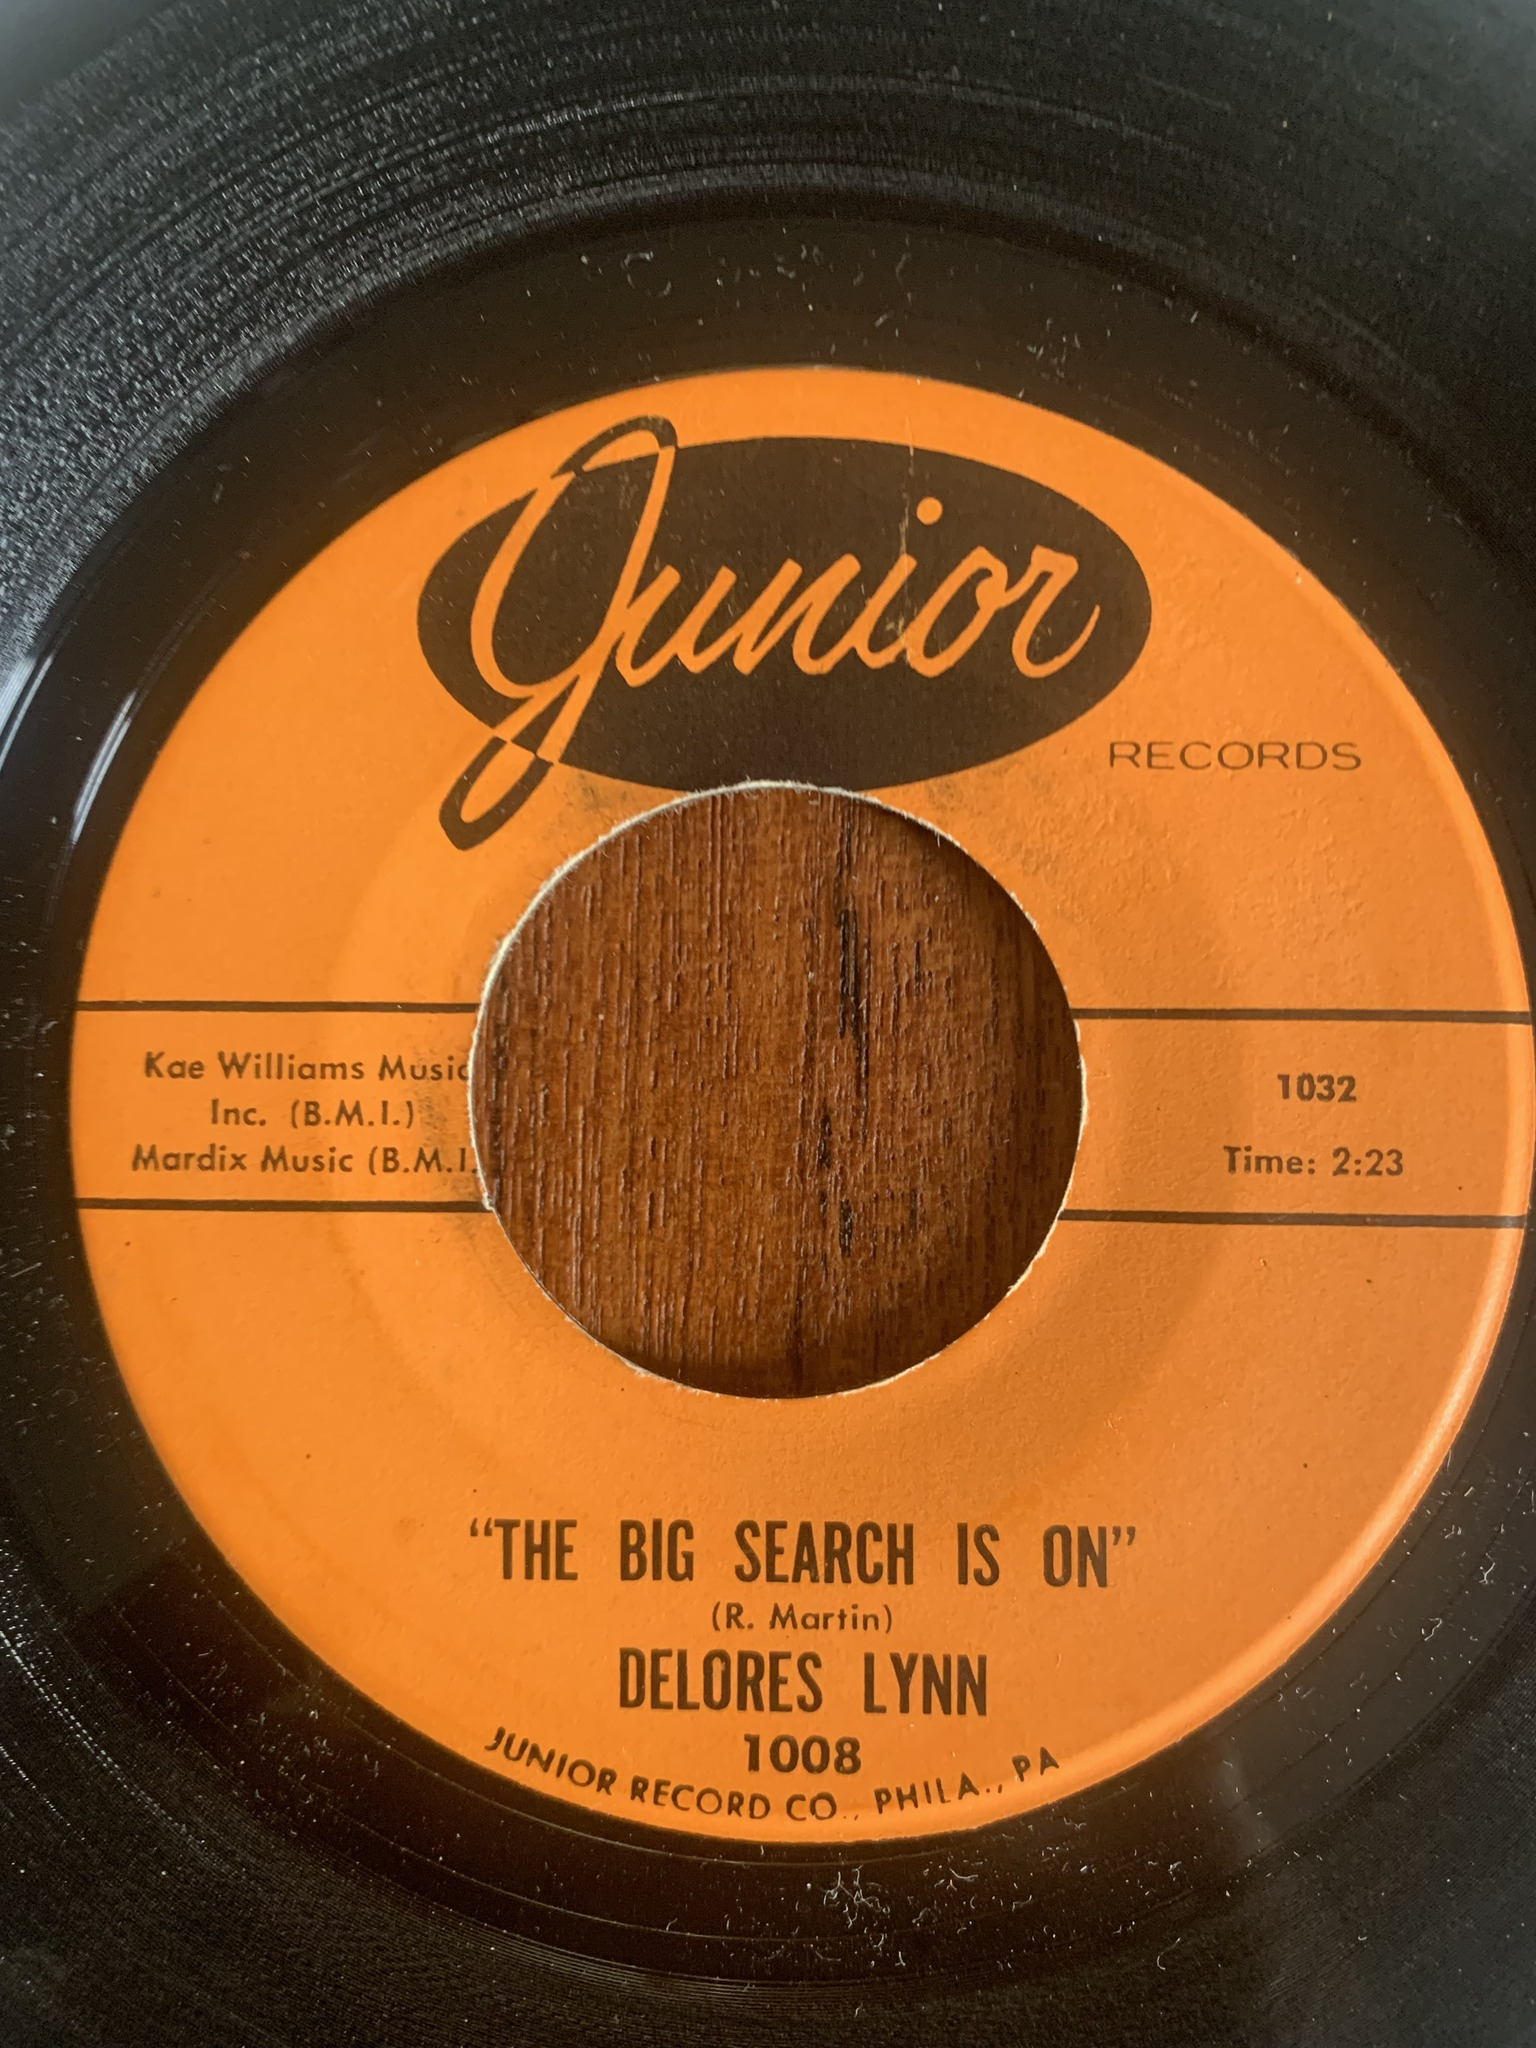 Junior
RECORDS
Kae Williams Music
Inc. (B.M.I.)
Mardix Music (B.M.I.
1032
Time: 2:23
"THE BIG SEARCH IS ON"
(R. Martin)
DELORES LYNN
1008
JUNIOR RECORD CO., PHILA., PA